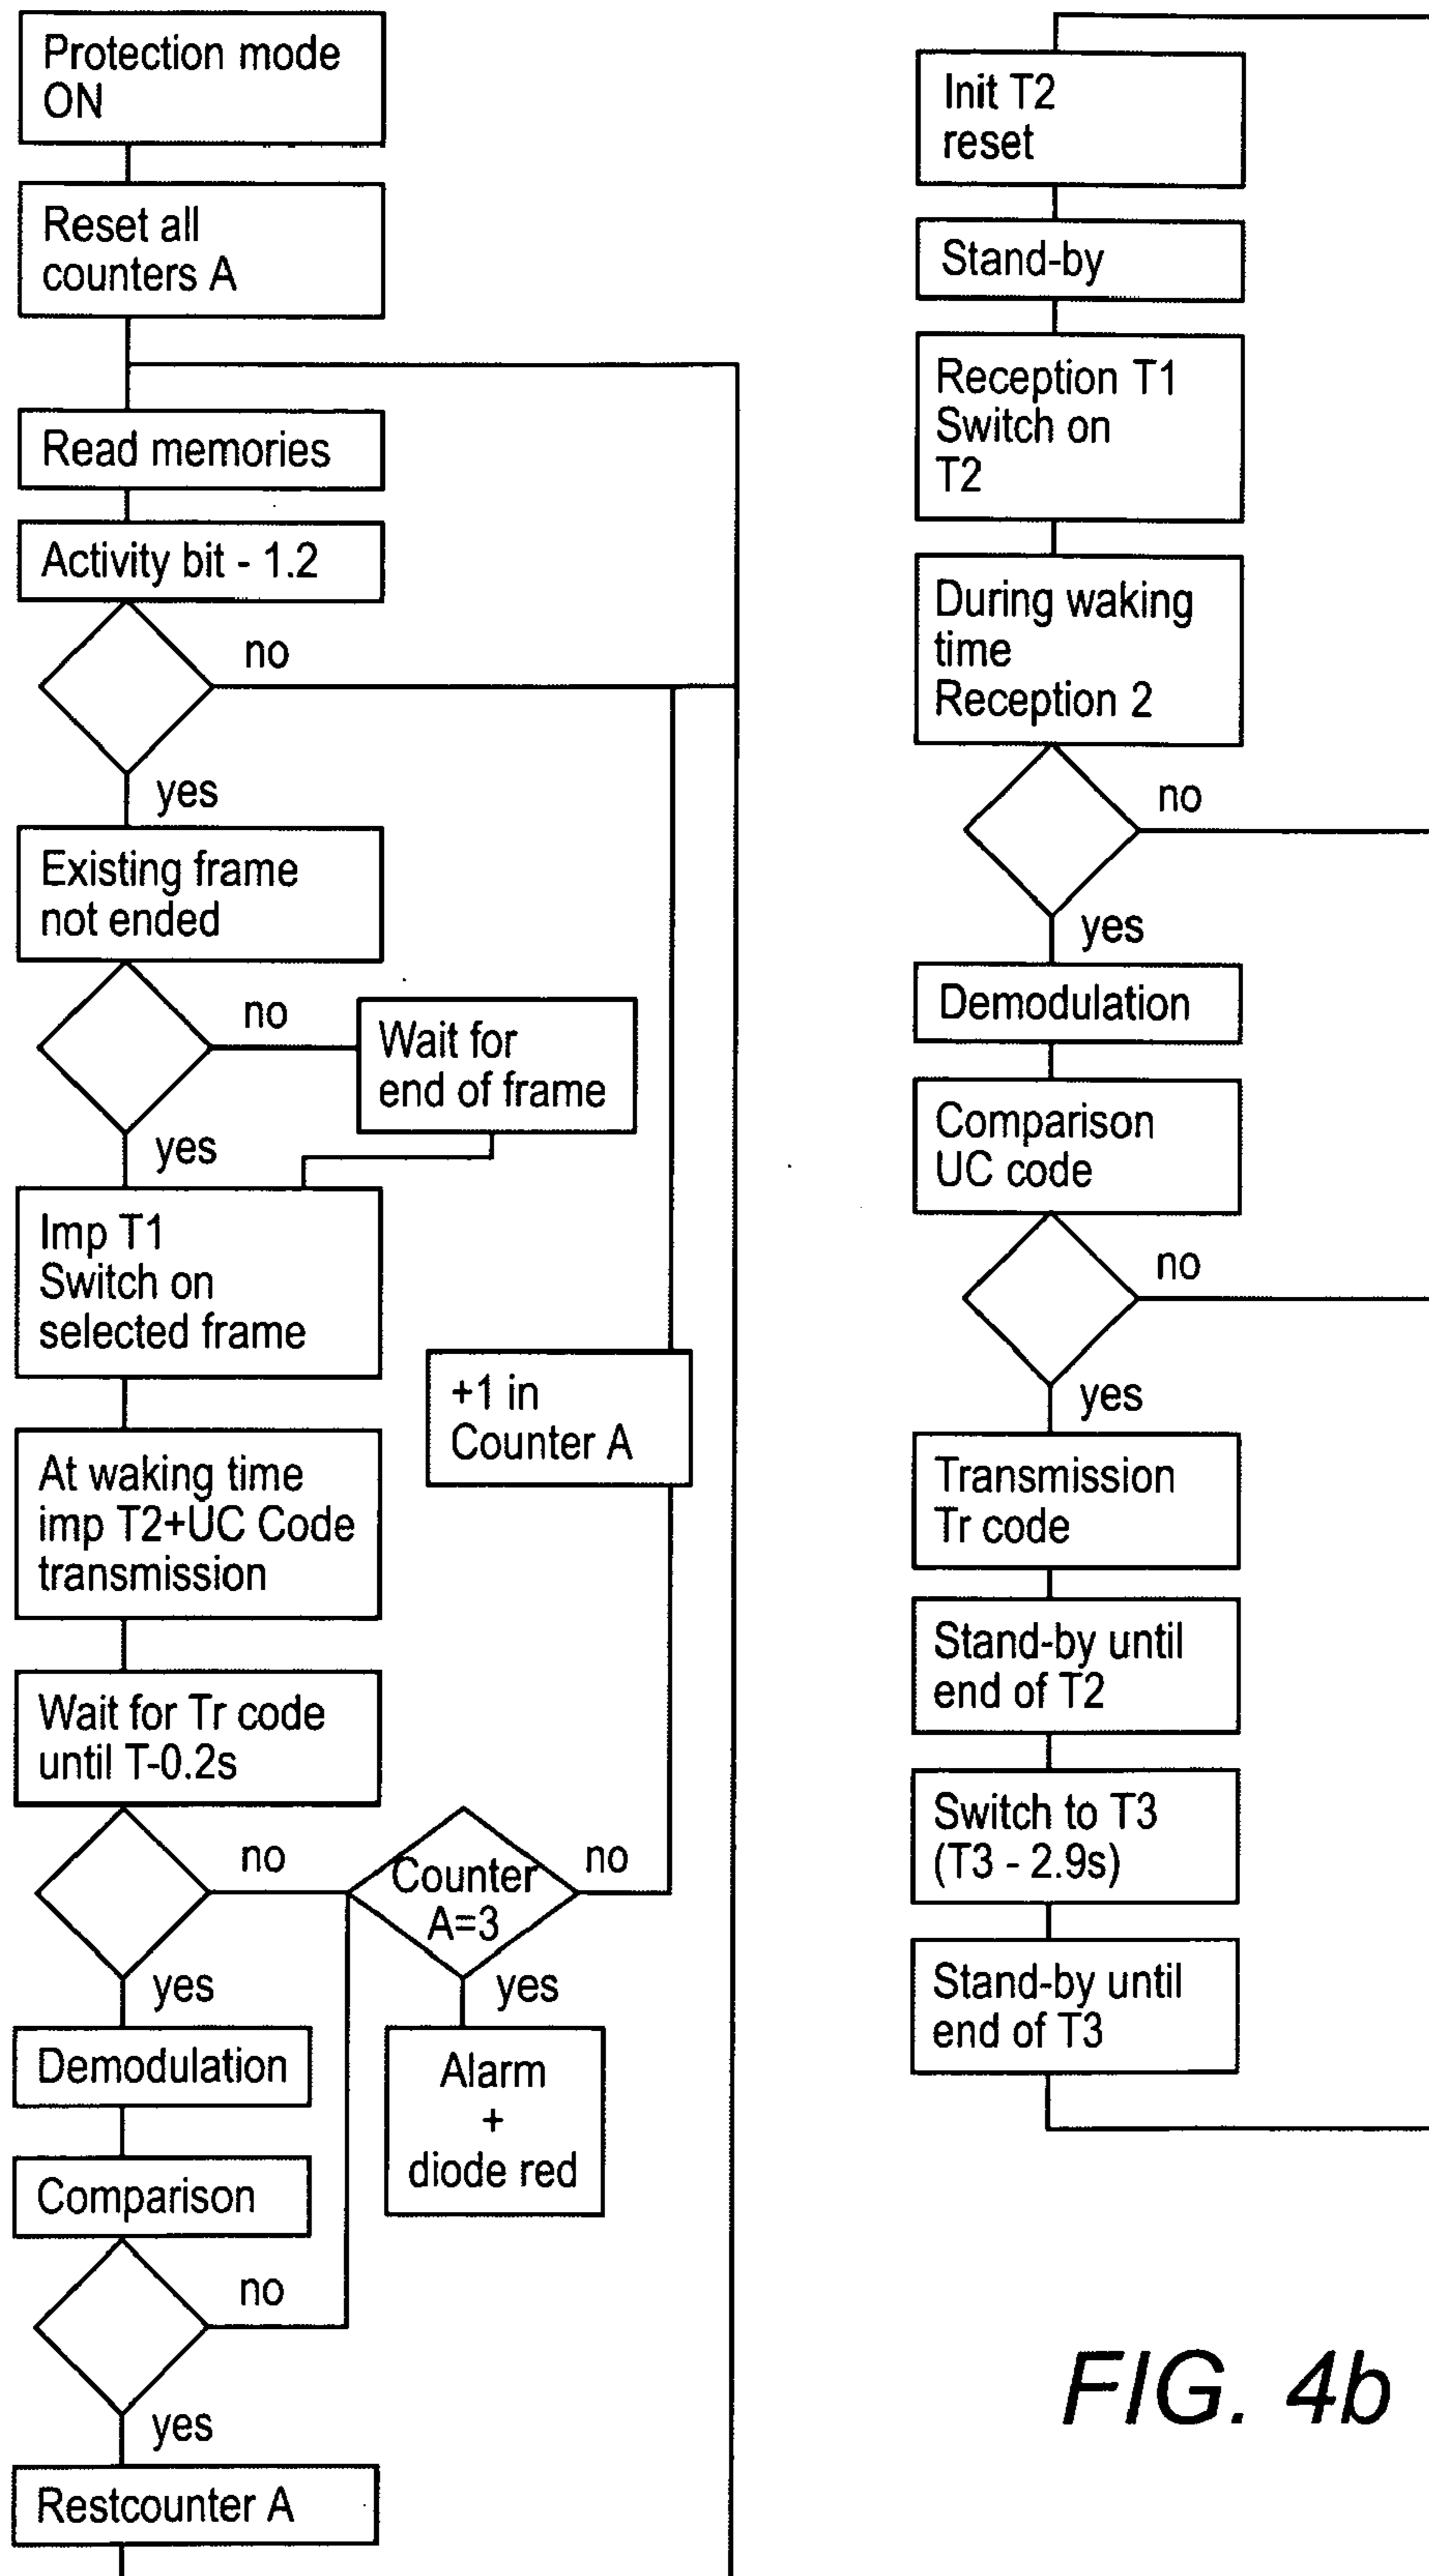 Protection mode
ON
Reset all
counters A
Read memories
Activity bit - 1.2
no
yes
Existing frame
not ended
no
Wait for
end of frame
yes
Imp T1
Switch on
selected frame
+1 in
Counter A
At waking time
imp T2+UC Code
transmission
Wait for Tr code
until T-0.2s
no
Counter
A=3
no
yes
yes
Demodulation
Alarm
+
diode red
Comparison
no
yes
Restcounter A
Init T2
reset
Stand-by
Reception T1
Switch on
T2
During waking
time
Reception 2
no
yes
Demodulation
Comparison
UC code
no
yes
Transmission
Tr code
Stand-by until
end of T2
Switch to T3
(T3 - 2.9s)
Stand-by until
end of T3
FIG. 4b